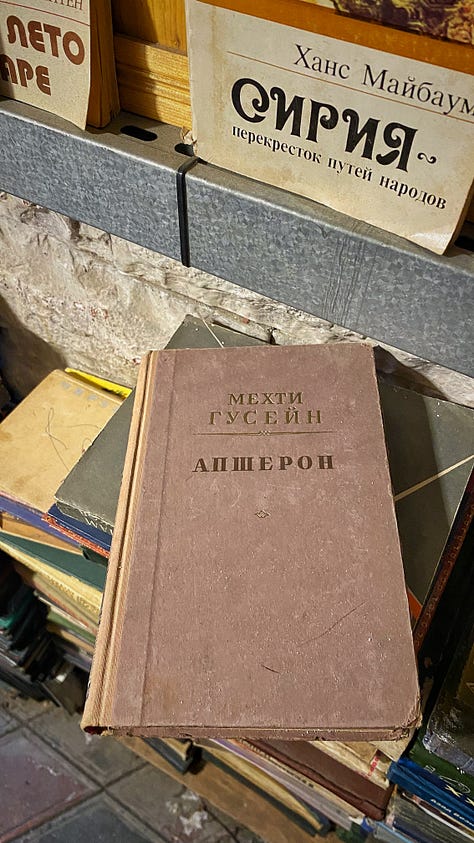 ЛЕТО
АРЕ
Ханс Майбаум
СИРИЯ
перекресток путей народов
МЕХТИ
ГУСЕЙН
АПШЕРОН